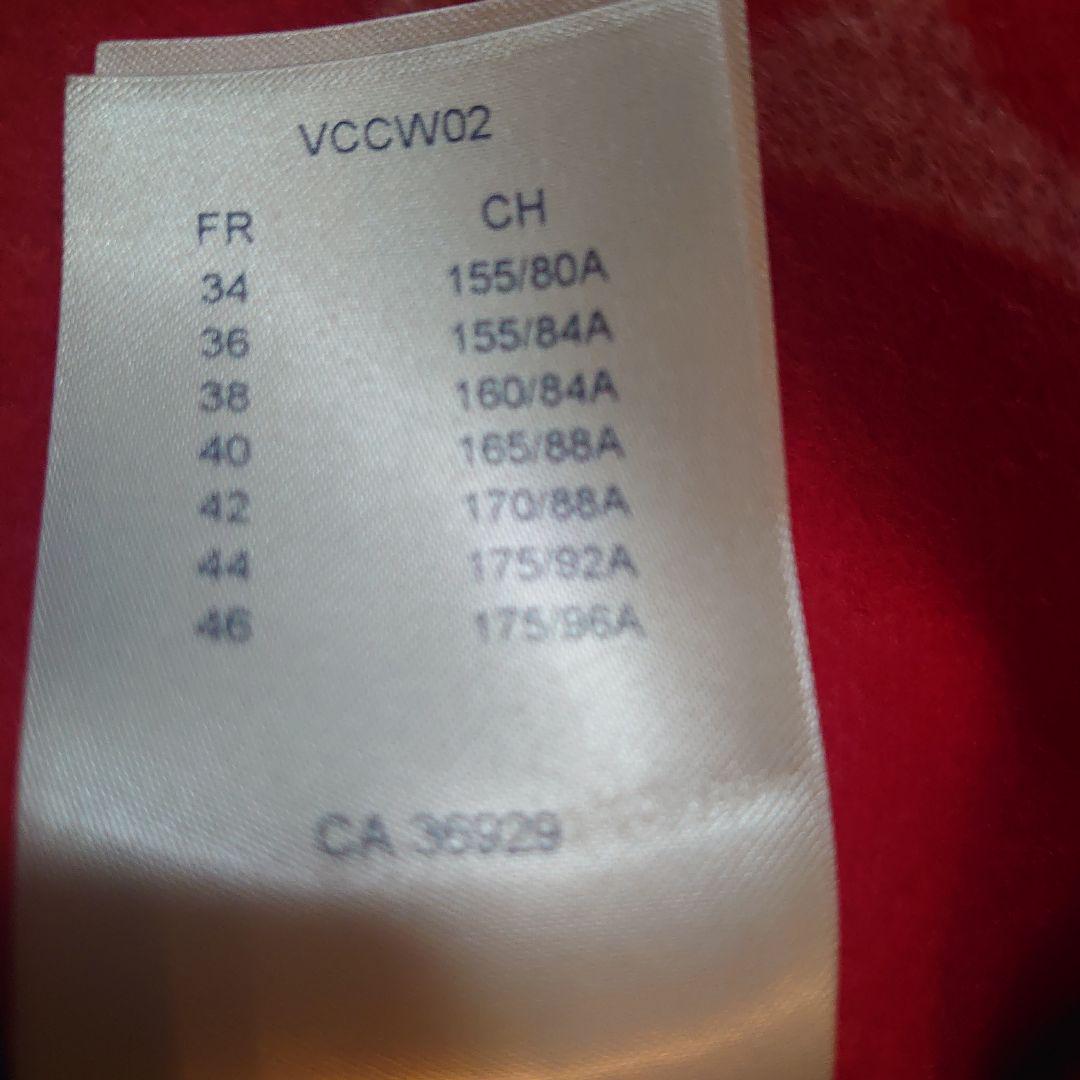 VCCW02
FR CH
34 155/80A
36 155/84A
38 160/84A
40 165/88A
42 170/88A
44 175/92A
46 175/96A
CA 36929